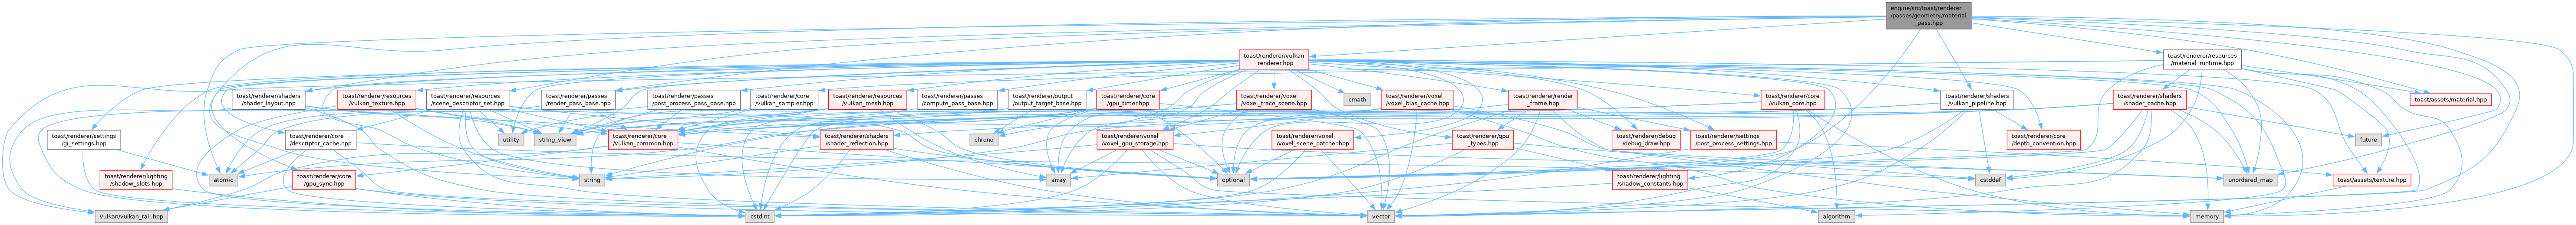 engine/src/toast/renderer
/passes/geometry/material
_pass.hpp
toast/renderer/vulkan
_renderer.hpp
toast/renderer/resources
/material_runtime.hpp
toast/renderer/shaders
/shader_layout.hpp
toast/renderer/resources
/vulkan_texture.hpp
toast/renderer/resources
/scene_descriptor_set.hpp
toast/renderer/passes
/render_pass_base.hpp
toast/renderer/passes
/post_process_pass_base.hpp
toast/renderer/core
/vulkan_sampler.hpp
toast/renderer/resources
/vulkan_mesh.hpp
toast/renderer/passes
/compute_pass_base.hpp
toast/renderer/output
/output_target_base.hpp
toast/renderer/core
/gpu_timer.hpp
toast/renderer/voxel
/voxel_trace_scene.hpp
cmath
toast/renderer/voxel
/voxel_blas_cache.hpp
toast/renderer/render
_frame.hpp
toast/renderer/core
/vulkan_core.hpp
toast/renderer/shaders
/vulkan_pipeline.hpp
toast/renderer/shaders
/shader_cache.hpp
toast/assets/material.hpp
toast/renderer/settings
/gi_settings.hpp
toast/renderer/core
/descriptor_cache.hpp
utility
string_view
toast/renderer/core
/vulkan_common.hpp
toast/renderer/shaders
/shader_reflection.hpp
chrono
toast/renderer/voxel
/voxel_gpu_storage.hpp
toast/renderer/voxel
/voxel_scene_patcher.hpp
toast/renderer/gpu
_types.hpp
toast/renderer/debug
/debug_draw.hpp
toast/renderer/settings
/post_process_settings.hpp
toast/renderer/core
/depth_convention.hpp
future
toast/renderer/lighting
/shadow_slots.hpp
atomic
toast/renderer/core
/gpu_sync.hpp
string
array
optional
toast/renderer/lighting
/shadow_constants.hpp
cstddef
unordered_map
toast/assets/texture.hpp
vulkan/vulkan_raii.hpp
cstdint
vector
algorithm
memory